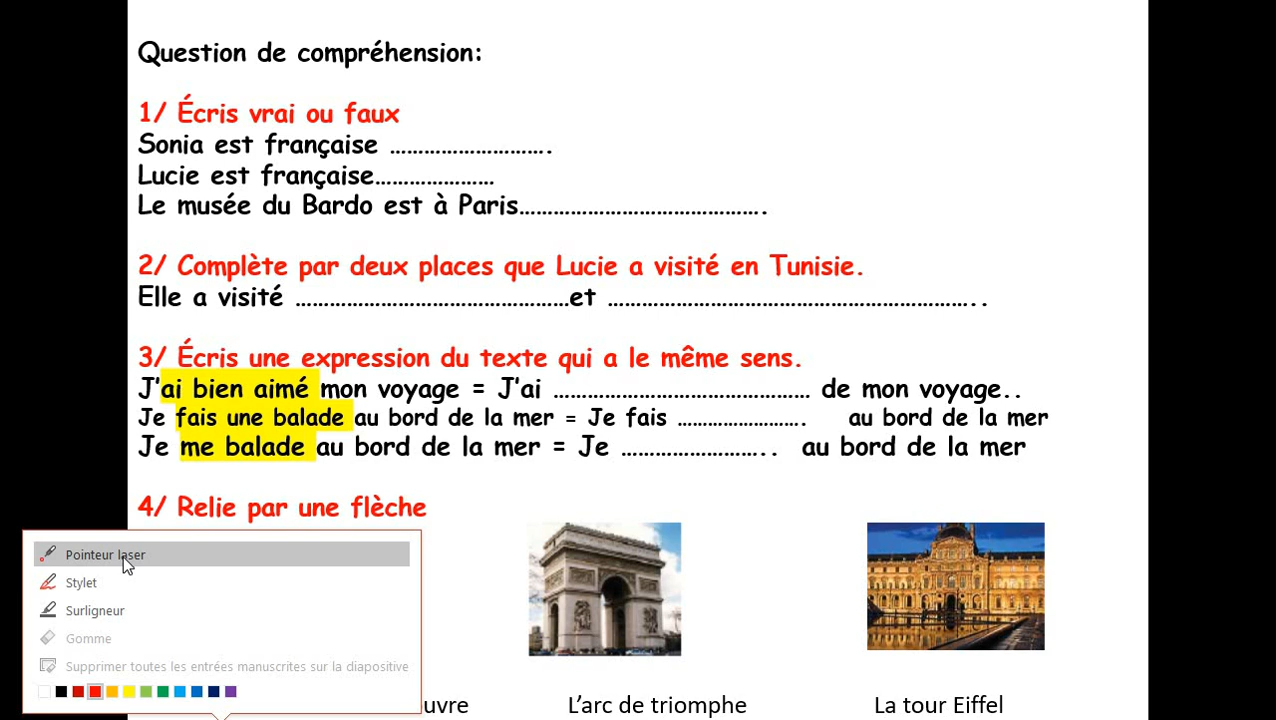 Question de compréhension:
1/ Écris vrai ou faux
Sonia est française ……………………….
Lucie est française…………………
Le musée du Bardo est à Paris…………………………………….
2/ Complète par deux places que Lucie a visité en Tunisie.
Elle a visité …………………………………………et ………………………………………………………..
3/ Écris une expression du texte qui a le même sens.
J'ai bien aimé mon voyage = J'ai ……………………………………… de mon voyage..
Je fais une balade au bord de la mer = Je fais ……………………. au bord de la mer
Je me balade au bord de la mer = Je …………………….. au bord de la mer
4/ Relie par une flèche
Pointeur laser
Stylet
Surligneur
Gomme
Supprimer toutes les entrées manuscrites sur la diapositive
uvre L'arc de triomphe La tour Eiffel